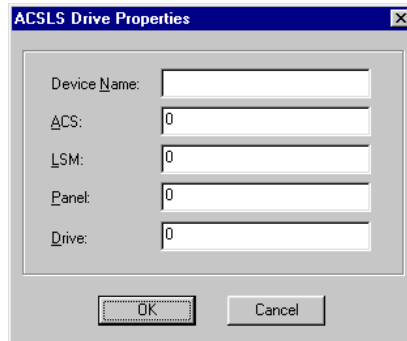 ACSLS Drive Properties
Device Name:
ACS: 0
LSM: 0
Panel: 0
Drive: 0
OK Cancel